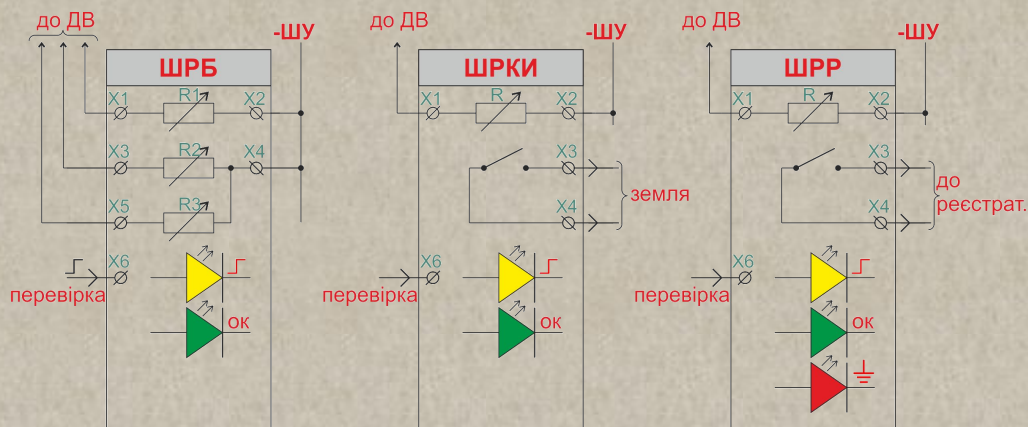 до ДВ
-ШУ
ШРБ
X1
R1
X2
X3
R2
X4
X5
R3
X6
перевірка
ок
до ДВ
-ШУ
ШРКИ
X1
R
X2
X3
земля
X4
X6
перевірка
ок
до ДВ
-ШУ
ШРР
X1
R
X2
X3
до
реєстрат.
X4
X6
перевірка
ок